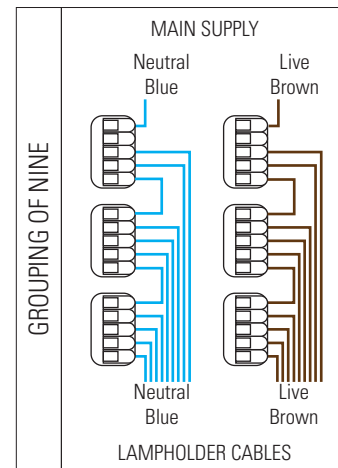 GROUPING OF NINE
MAIN SUPPLY
Neutral
Blue
Live
Brown
Neutral
Blue
Live
Brown
LAMPHOLDER CABLES